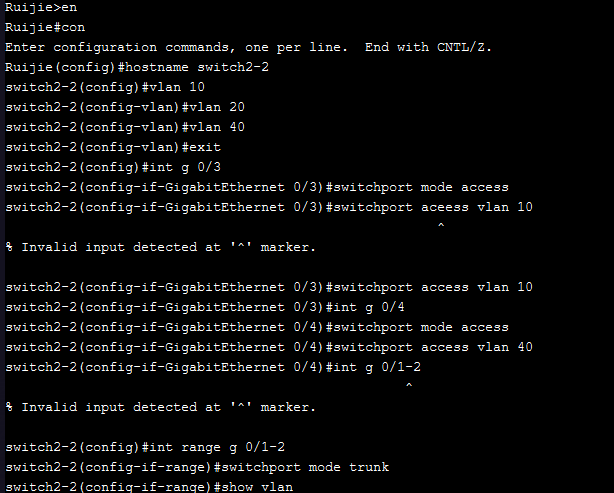 Ruijie>en
Ruijie#con
Enter configuration commands, one per line.  End with CNTL/Z.
Ruijie(config)#hostname switch2-2
switch2-2(config)#vlan 10
switch2-2(config-vlan)#vlan 20
switch2-2(config-vlan)#vlan 40
switch2-2(config-vlan)#exit
switch2-2(config)#int g 0/3
switch2-2(config-if-GigabitEthernet 0/3)#switchport mode access
switch2-2(config-if-GigabitEthernet 0/3)#switchport aceess vlan 10
^
% Invalid input detected at '^' marker.
switch2-2(config-if-GigabitEthernet 0/3)#switchport access vlan 10
switch2-2(config-if-GigabitEthernet 0/3)#int g 0/4
switch2-2(config-if-GigabitEthernet 0/4)#switchport mode access
switch2-2(config-if-GigabitEthernet 0/4)#switchport access vlan 40
switch2-2(config-if-GigabitEthernet 0/4)#int g 0/1-2
^
% Invalid input detected at '^' marker.
switch2-2(config)#int range g 0/1-2
switch2-2(config-if-range)#switchport mode trunk
switch2-2(config-if-range)#show vlan